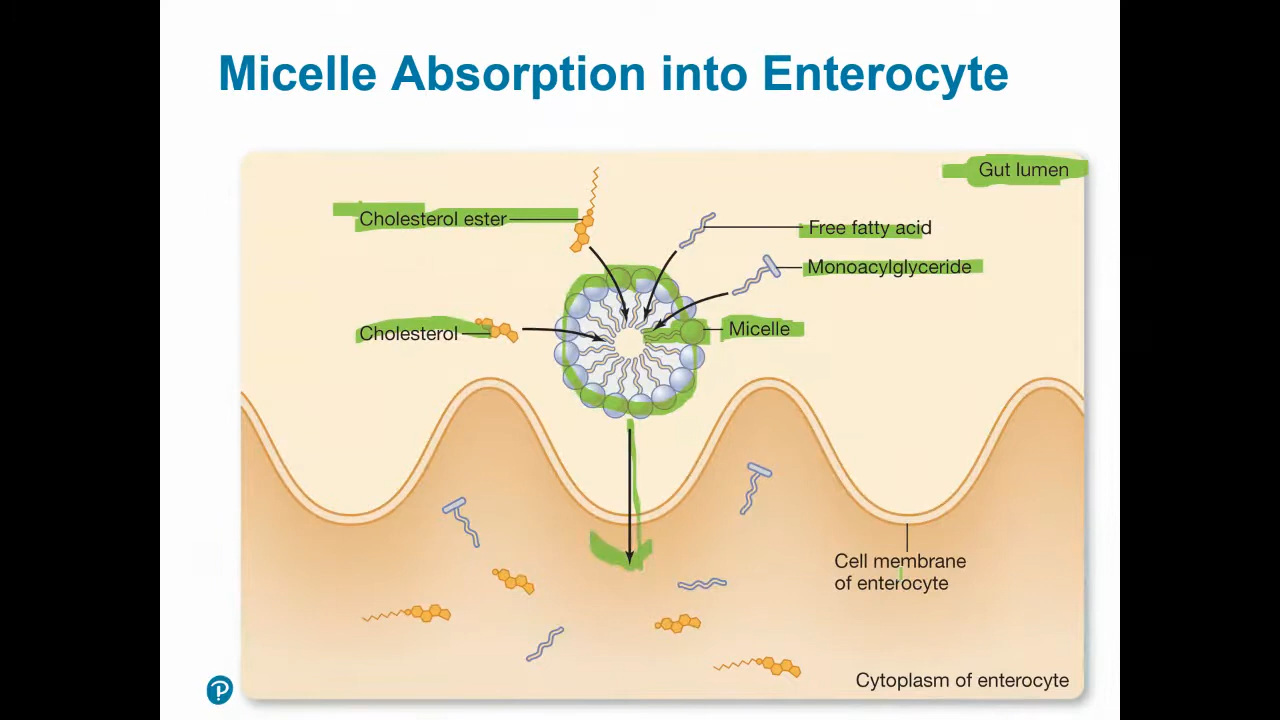 Micelle Absorption into Enterocyte
Gut lumen
Cholesterol ester
Free fatty acid
Monoacylglyceride
Cholesterol
Micelle
Cell membrane
of enterocyte
Cytoplasm of enterocyte
P